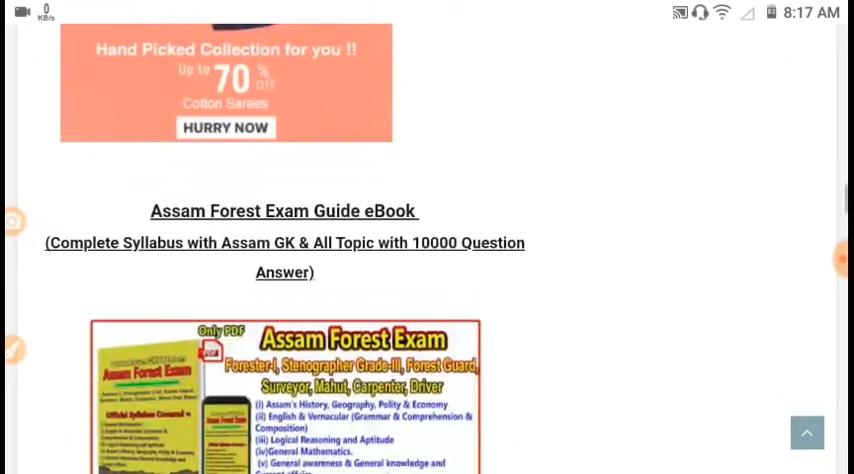 0
KB/s
8:17 AM
Hand Picked Collection for you !!
Up to 70 % Off
Cotton Sarees
HURRY NOW
Assam Forest Exam Guide eBook
(Complete Syllabus with Assam GK & All Topic with 10000 Question
Answer)
Only PDF
PDF
Assam Forest Exam
Forester-I, Stenographer Grade-III, Forest Guard,
Surveyor, Mahut, Carpenter, Driver
(i) Assam's History, Geography, Polity & Economy
(ii) English & Vernacular (Grammar & Comprehension &
Composition)
(iii) Logical Reasoning and Aptitude
(iv)General Mathematics.
(v) General awareness & General knowledge and
Assam Forest Exam
Official Syllabus Covered